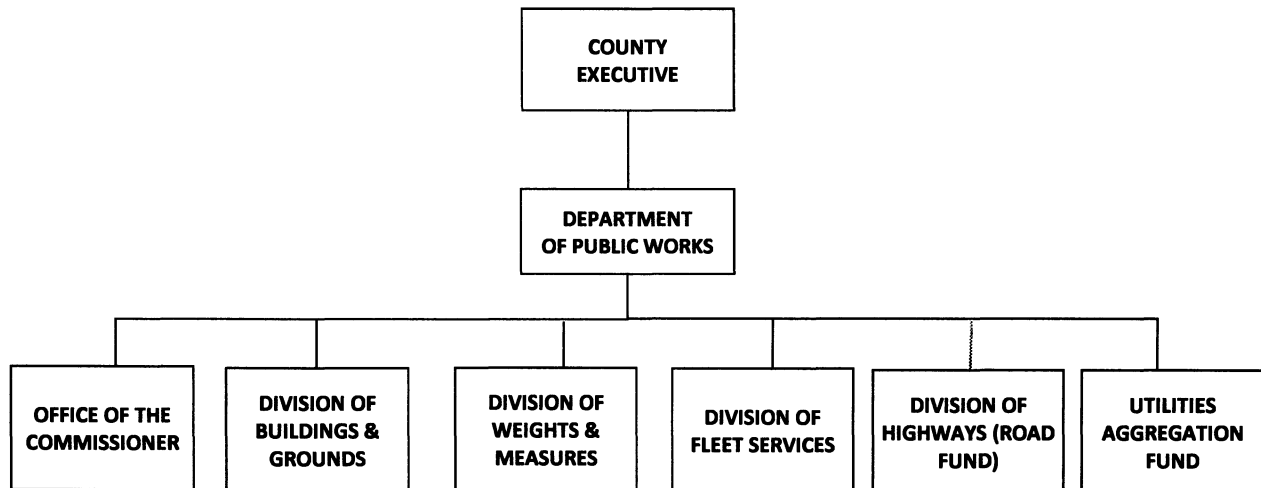 COUNTY
EXECUTIVE
DEPARTMENT
OF PUBLIC WORKS
OFFICE OF THE
COMMISSIONER
DIVISION OF
BUILDINGS &
GROUNDS
DIVISION OF
WEIGHTS &
MEASURES
DIVISION OF
FLEET SERVICES
DIVISION OF
HIGHWAYS (ROAD
FUND)
UTILITIES
AGGREGATION
FUND